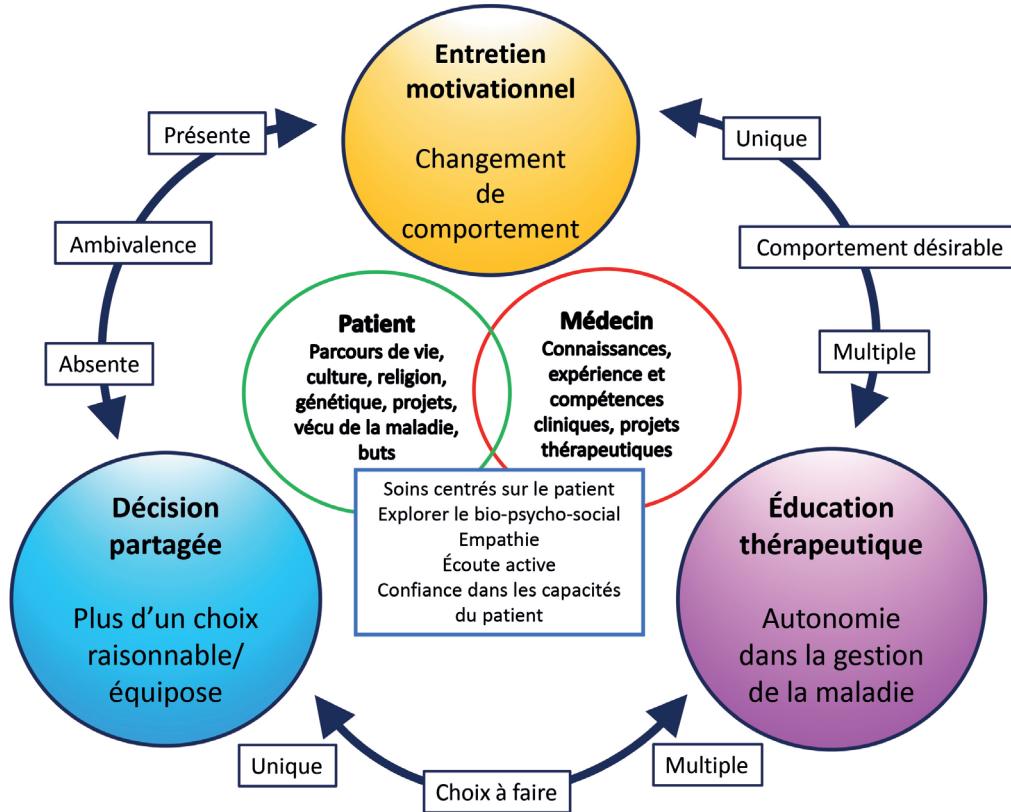 Entretien
motivationnel
Changement
de
comportement
Présente
Ambivalence
Absente
Unique
Comportement désirable
Multiple
Patient
Parcours de vie,
culture, religion,
génétique, projets,
vécu de la maladie,
buts
Médecin
Connaissances,
expérience et
compétences
cliniques, projets
thérapeutiques
Soins centrés sur le patient
Explorer le bio-psycho-social
Empathie
Écoute active
Confiance dans les capacités
du patient
Décision
partagée
Plus d’un choix
raisonnable/
équipose
Éducation
thérapeutique
Autonomie
dans la gestion
de la maladie
Unique
Choix à faire
Multiple